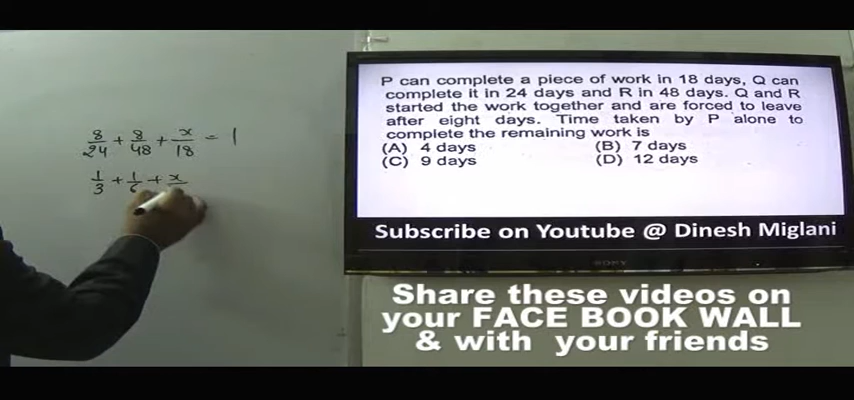 8/24 + 8/48 + x/18 = 1
1/3 + 1/6 + x
P can complete a piece of work in 18 days, Q can
complete it in 24 days and R in 48 days. Q and R
started the work together and are forced to leave
after eight days. Time taken by P alone to
complete the remaining work is
(A) 4 days (B) 7 days
(C) 9 days (D) 12 days
Subscribe on Youtube @ Dinesh Miglani
SONY
Share these videos on
your FACE BOOK WALL
& with your friends